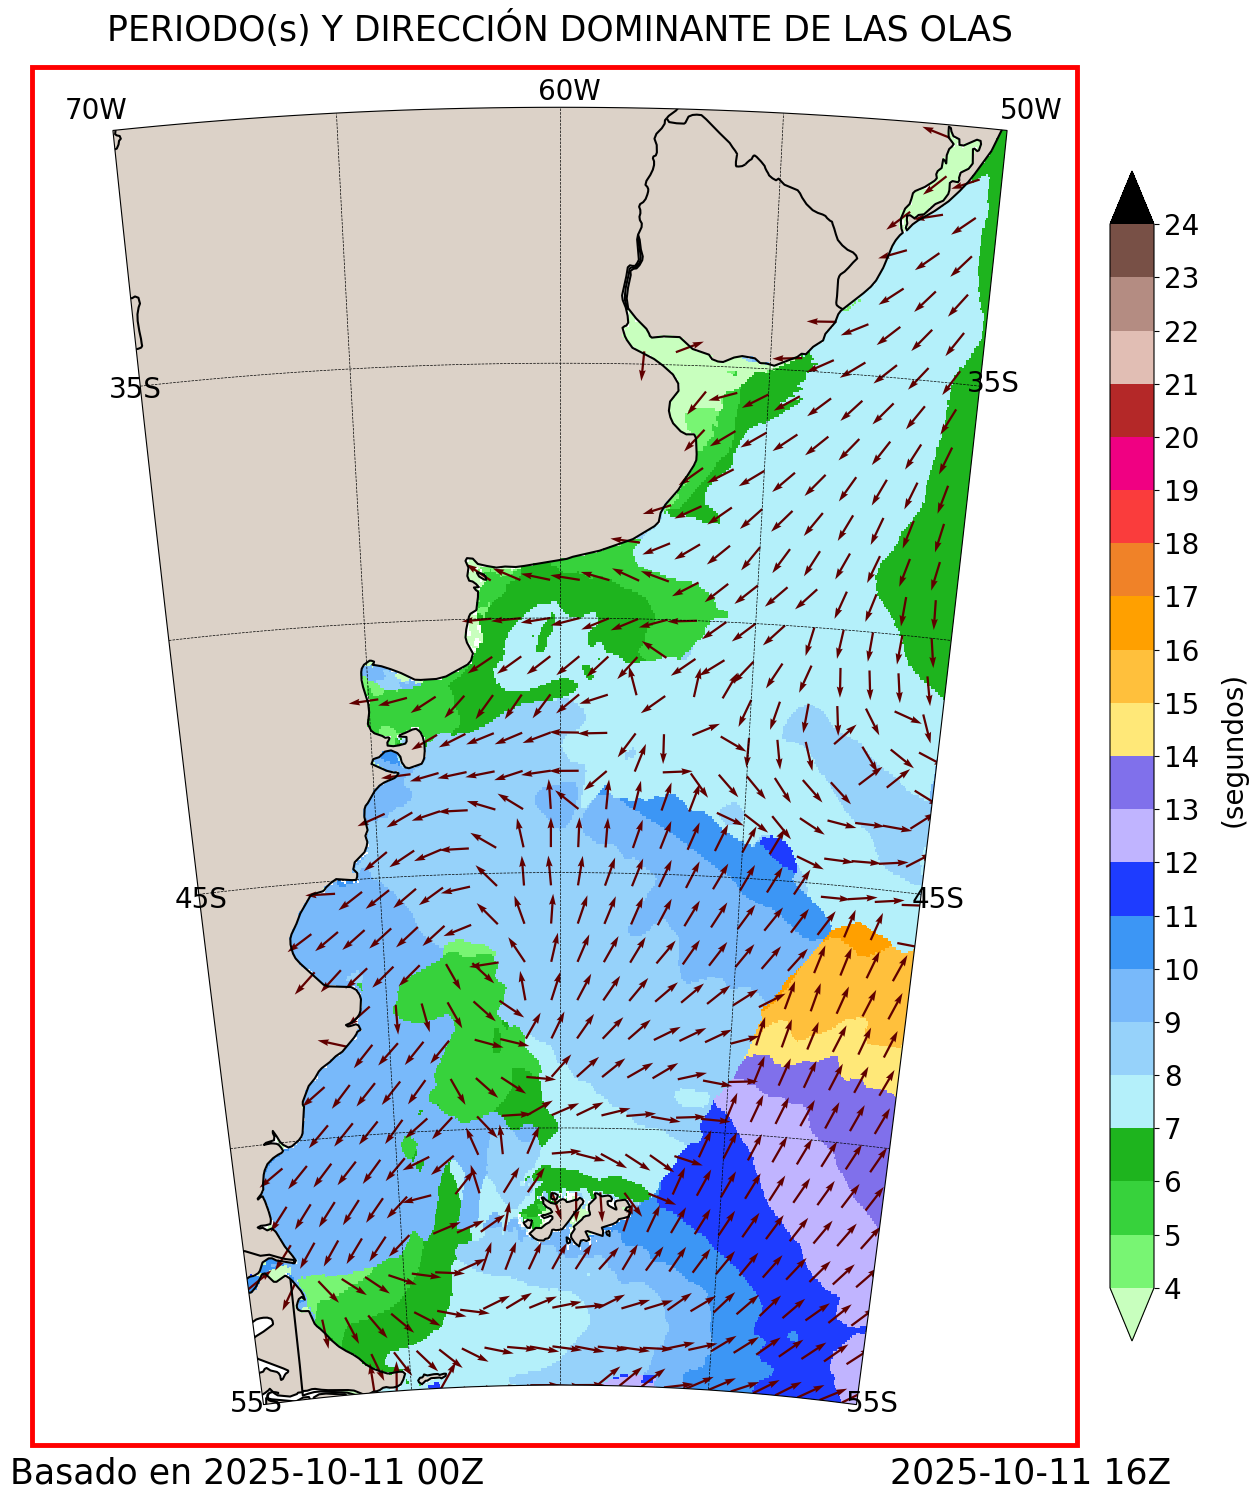 PERIODO(s) Y DIRECCIÓN DOMINANTE DE LAS OLAS
70W
60W
50W
35S
35S
45S
45S
55S
55S
24
23
22
21
20
19
18
17
16
15
14
13
12
11
10
9
8
7
6
5
4
(segundos)
Basado en 2025-10-11 00Z
2025-10-11 16Z